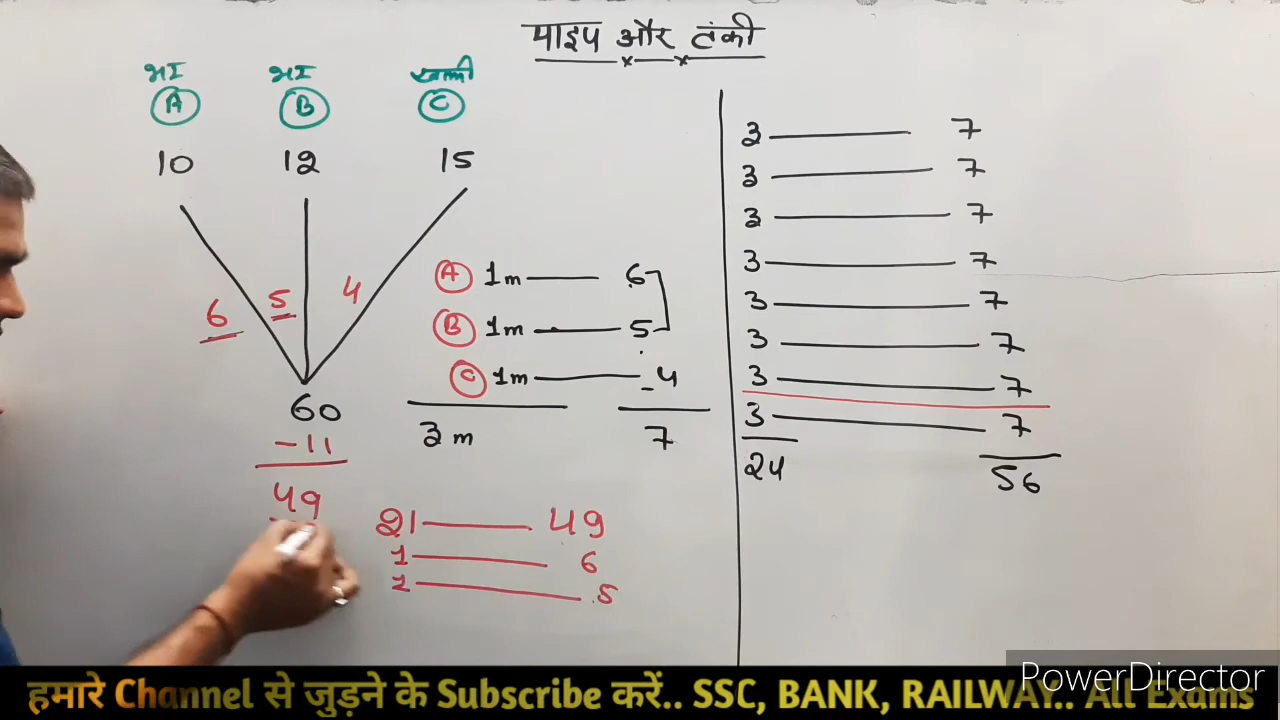 पाइप और टंकी
भरा भरा खाली
A B C
10 12 15
6 5 4
60
-11
49
A 1m 6
B 1m 5
C 1m -4
3m 7
21 49
1 6
1 5
3 7
3 7
3 7
3 7
3 7
3 7
3 7
3 7
24 56
PowerDirector
हमारे Channel से जुड़ने के Subscribe करें.. SSC, BANK, RAILWAY.. All Exams